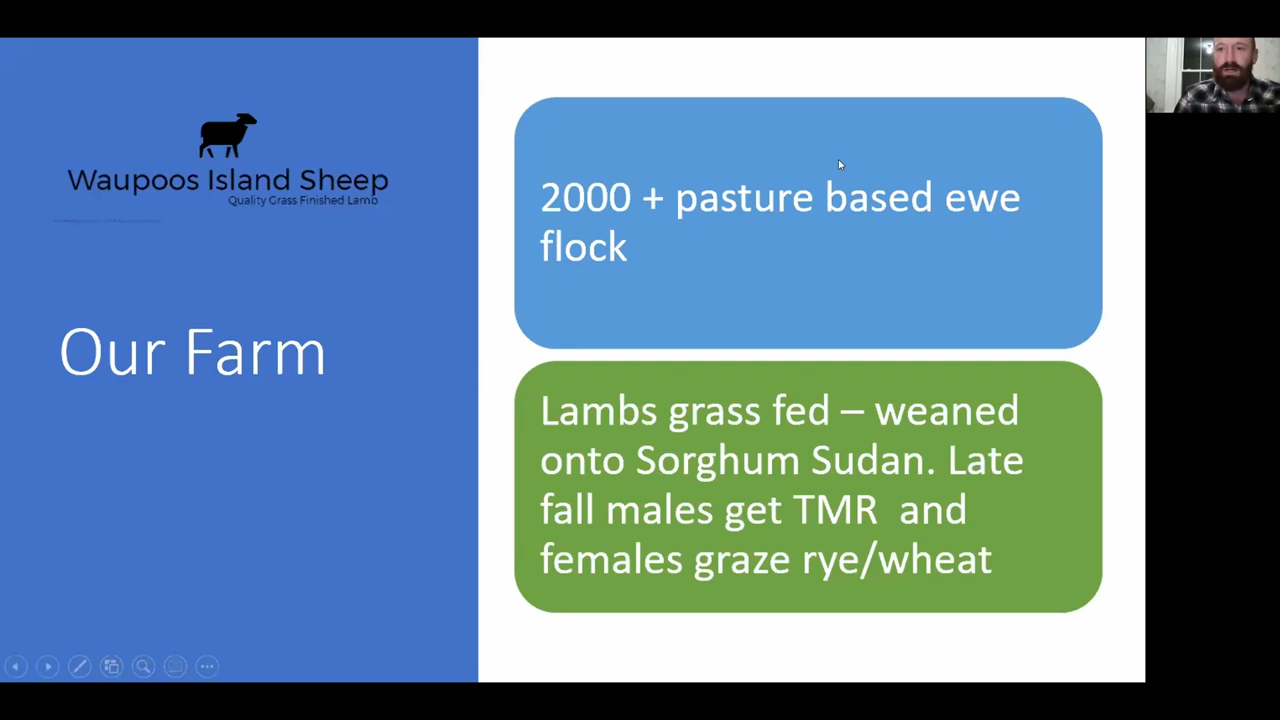 Waupoos Island Sheep
Quality Grass Finished Lamb
Our Farm
2000 + pasture based ewe
flock
Lambs grass fed – weaned
onto Sorghum Sudan. Late
fall males get TMR  and
females graze rye/wheat